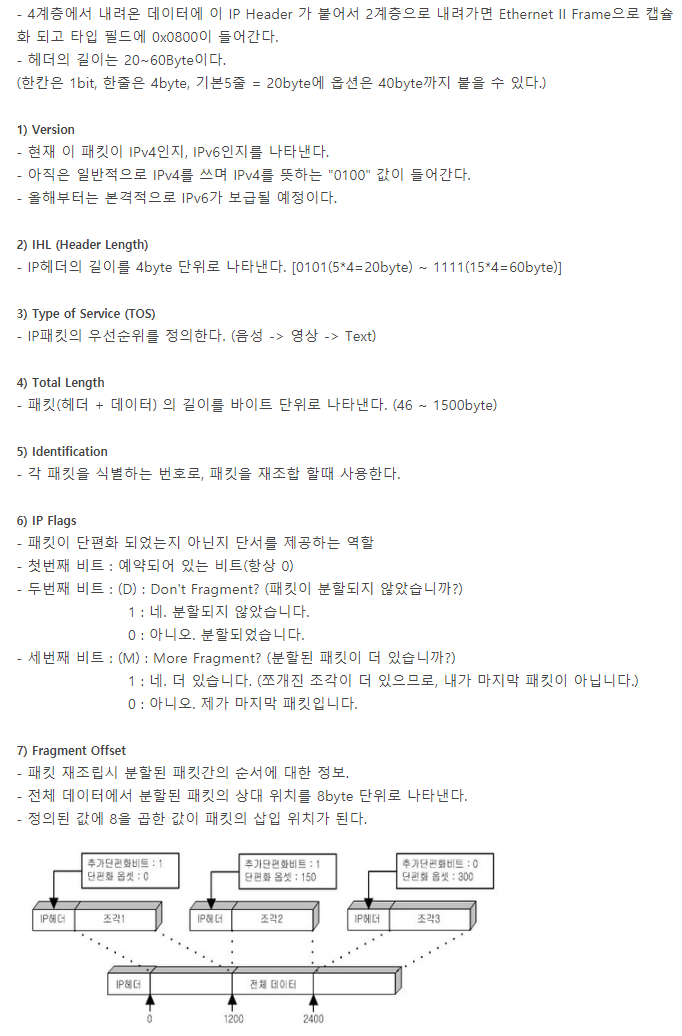 - 4계층에서 내려온 데이터에 이 IP Header 가 붙어서 2계층으로 내려가면 Ethernet II Frame으로 캡슐
화 되고 타입 필드에 0x0800이 들어간다.
- 헤더의 길이는 20~60Byte이다.
(한칸은 1bit, 한줄은 4byte, 기본5줄 = 20byte에 옵션은 40byte까지 붙을 수 있다.)
1) Version
- 현재 이 패킷이 IPv4인지, IPv6인지를 나타낸다.
- 아직은 일반적으로 IPv4를 쓰며 IPv4를 뜻하는 "0100" 값이 들어간다.
- 올해부터는 본격적으로 IPv6가 보급될 예정이다.
2) IHL (Header Length)
- IP헤더의 길이를 4byte 단위로 나타낸다. [0101(5*4=20byte) ~ 1111(15*4=60byte)]
3) Type of Service (TOS)
- IP패킷의 우선순위를 정의한다. (음성 -> 영상 -> Text)
4) Total Length
- 패킷(헤더 + 데이터) 의 길이를 바이트 단위로 나타낸다. (46 ~ 1500byte)
5) Identification
- 각 패킷을 식별하는 번호로, 패킷을 재조합 할때 사용한다.
6) IP Flags
- 패킷이 단편화 되었는지 아닌지 단서를 제공하는 역할
- 첫번째 비트 : 예약되어 있는 비트(항상 0)
- 두번째 비트 : (D) : Don't Fragment? (패킷이 분할되지 않았습니까?)
1 : 네. 분할되지 않았습니다.
0 : 아니오. 분할되었습니다.
- 세번째 비트 : (M) : More Fragment? (분할된 패킷이 더 있습니까?)
1 : 네. 더 있습니다. (쪼개진 조각이 더 있으므로, 내가 마지막 패킷이 아닙니다.)
0 : 아니오. 제가 마지막 패킷입니다.
7) Fragment Offset
- 패킷 재조립시 분할된 패킷간의 순서에 대한 정보.
- 전체 데이터에서 분할된 패킷의 상대 위치를 8byte 단위로 나타낸다.
- 정의된 값에 8을 곱한 값이 패킷의 삽입 위치가 된다.
추가단편화비트 : 1
단편화 옵셋 : 0
추가단편화비트 : 1
단편화 옵셋 : 150
추가단편화비트 : 0
단편화 옵셋 : 300
IP헤더 조각1
IP헤더 조각2
IP헤더 조각3
IP헤더 전체 데이터
0 1200 2400